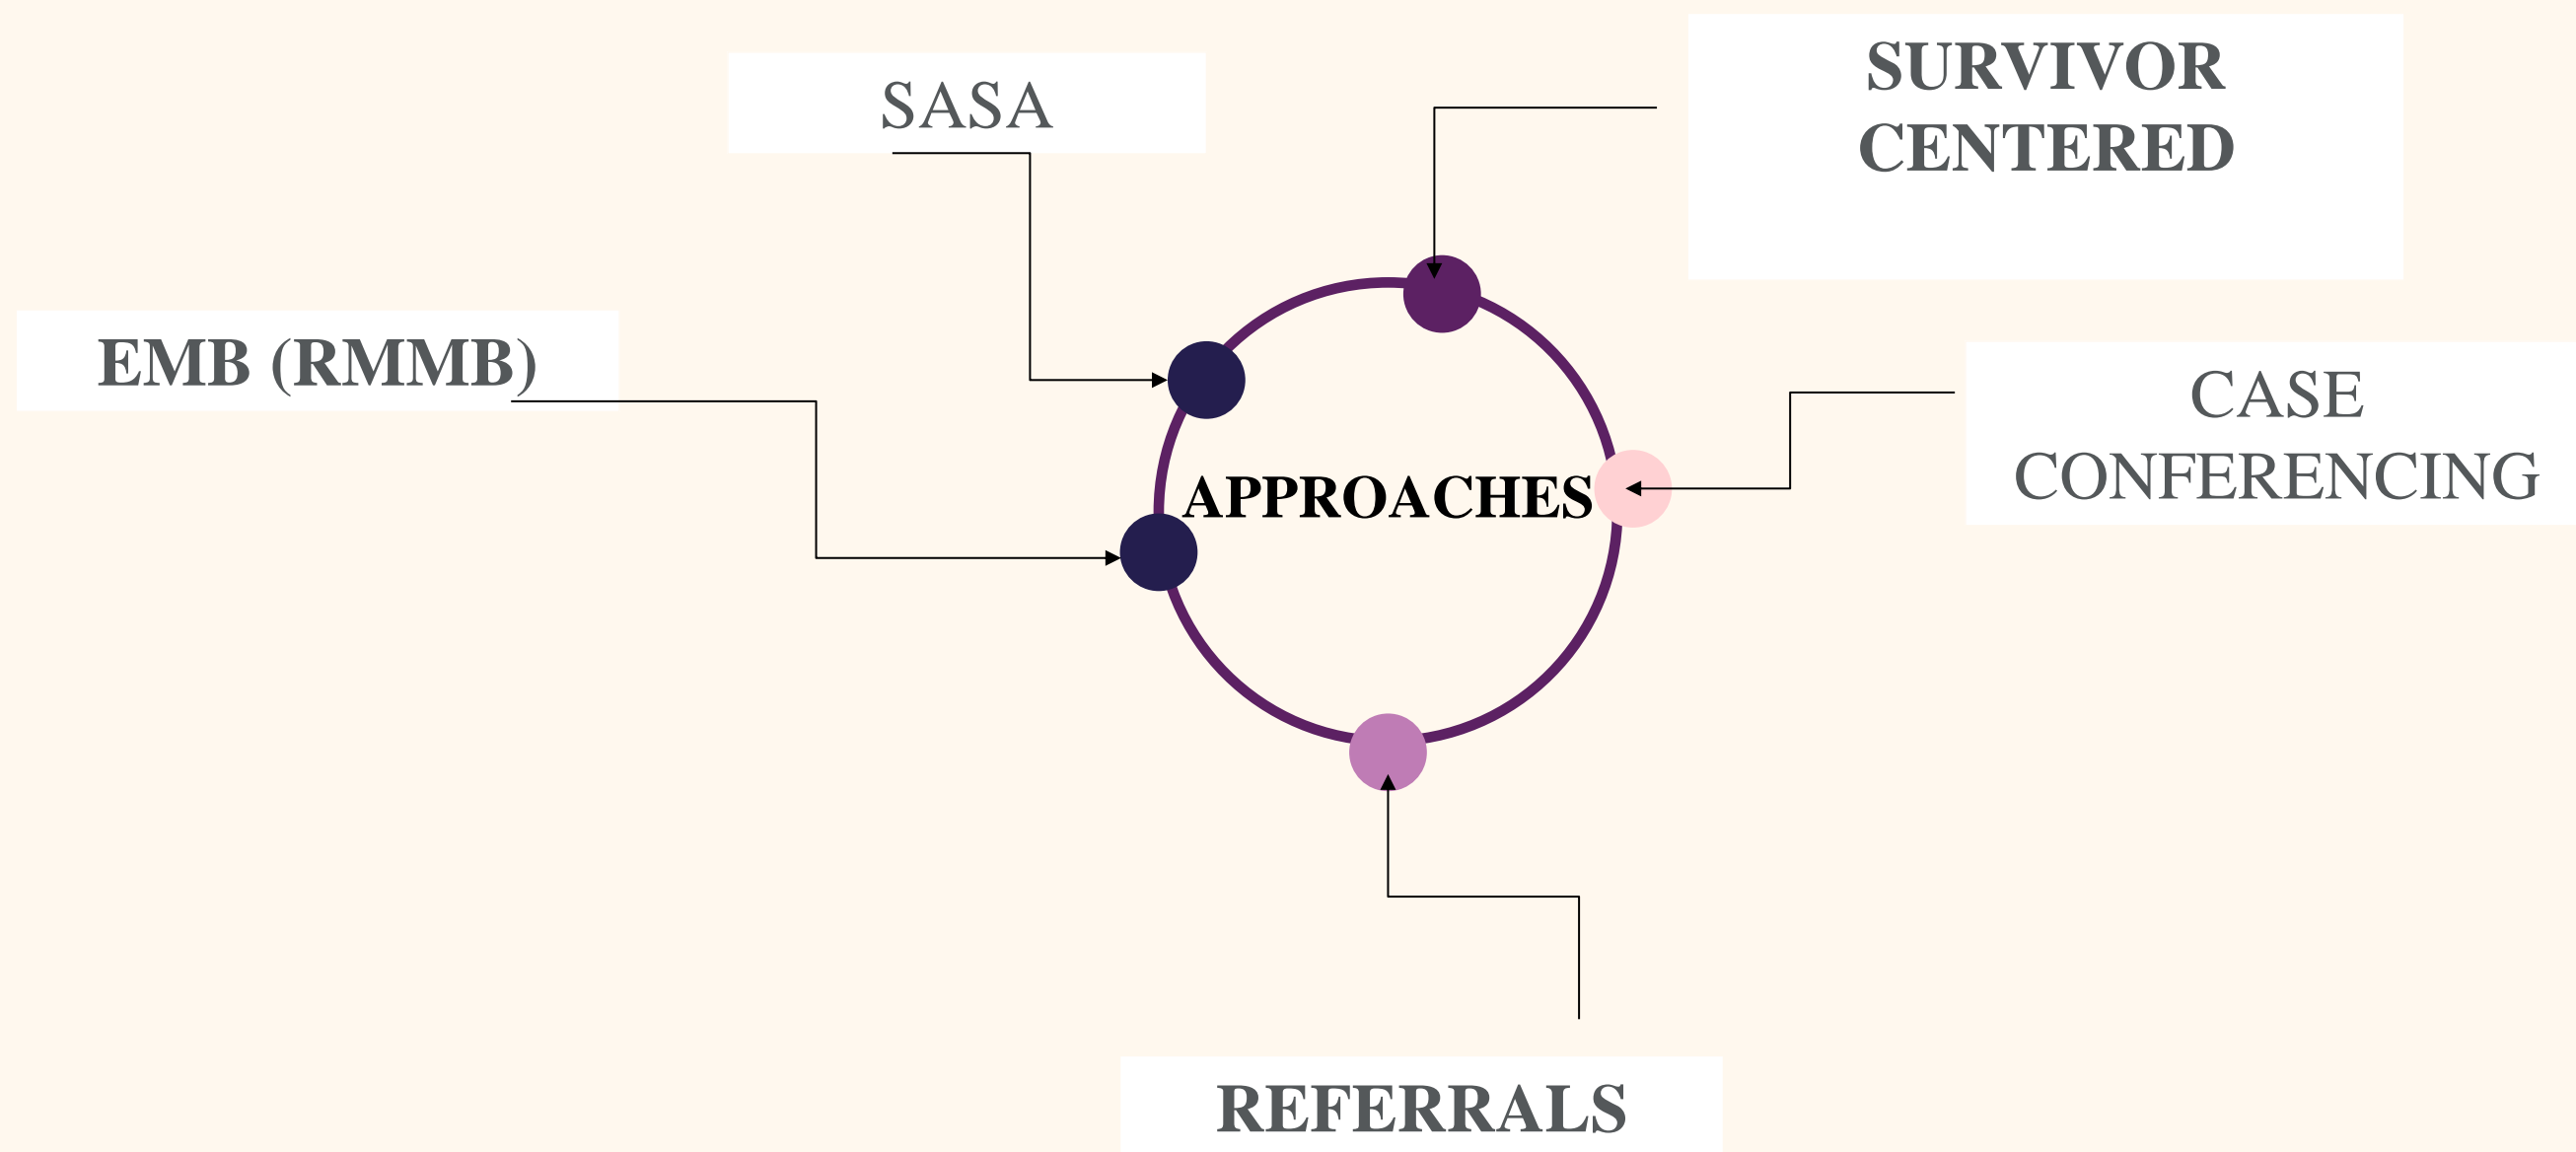 SASA
SURVIVOR
CENTERED
EMB (RMMB)
CASE
CONFERENCING
APPROACHES
REFERRALS